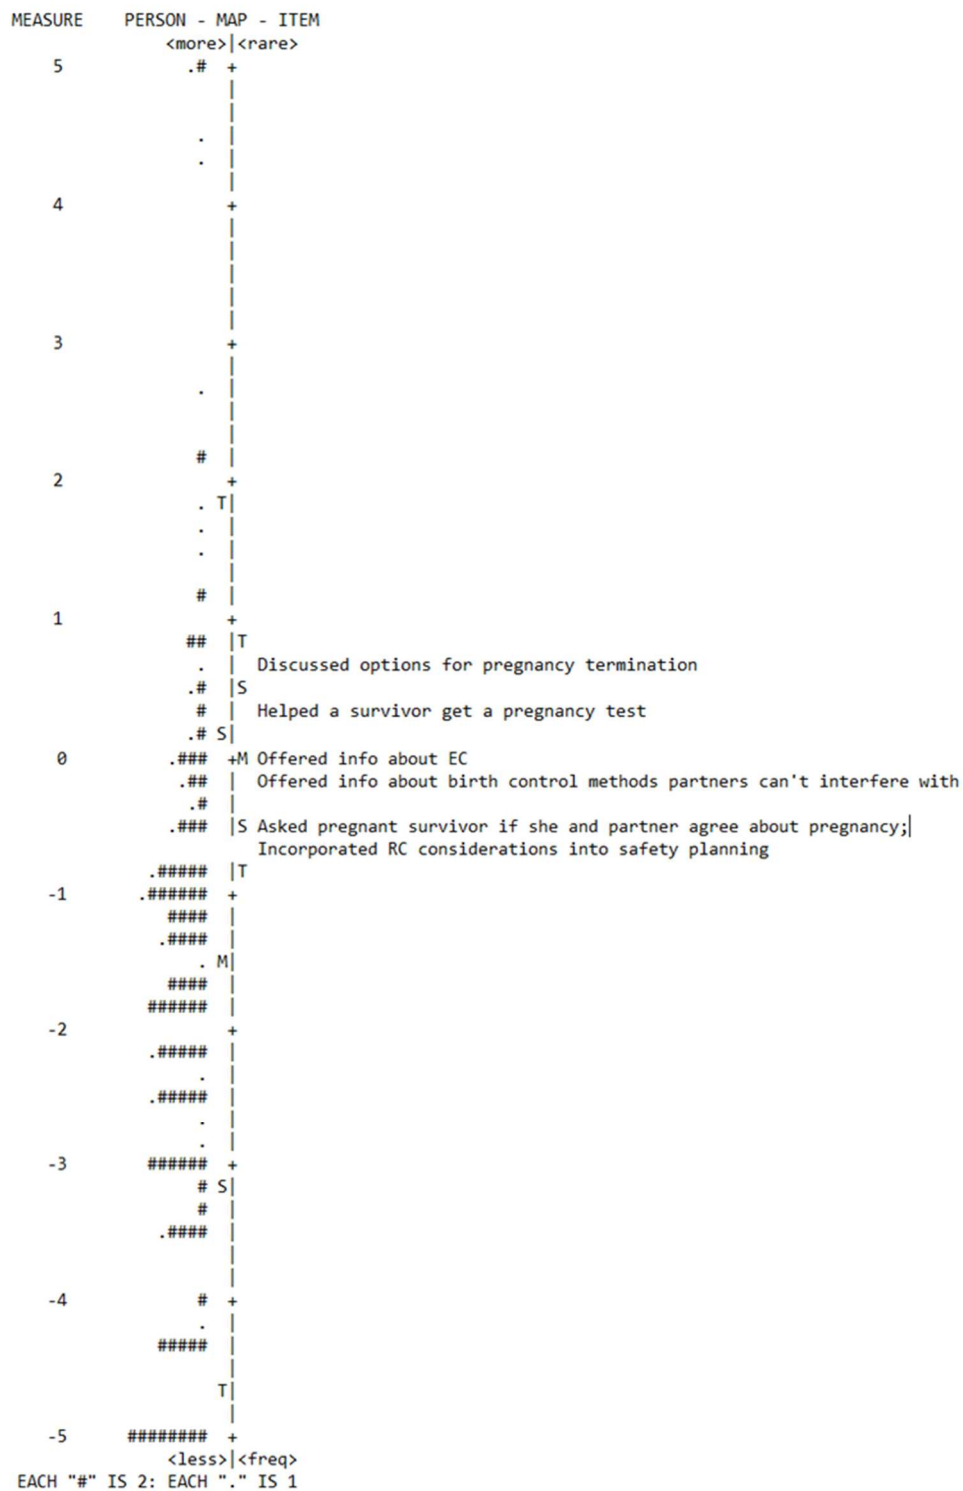 MEASURE PERSON - MAP - ITEM
<more>|<rare>
5 .# +
|
|
. |
. |
|
4 +
|
|
|
|
|
3 +
|
. |
|
|
# |
2 +
. T|
. |
. |
|
# |
1 +
## |T
. | Discussed options for pregnancy termination
.# |S
# | Helped a survivor get a pregnancy test
.# S|
0 .### +M Offered info about EC
.## | Offered info about birth control methods partners can't interfere with
.# |
.### |S Asked pregnant survivor if she and partner agree about pregnancy;|
Incorporated RC considerations into safety planning
.##### |T
-1 .###### +
#### |
.#### |
. M|
#### |
###### |
-2 +
.##### |
. |
.##### |
. |
. |
-3 ###### +
# S|
# |
.#### |
|
|
-4 # +
. |
##### |
|
T|
|
-5 ######## +
<less>|<freq>
EACH "#" IS 2: EACH "." IS 1